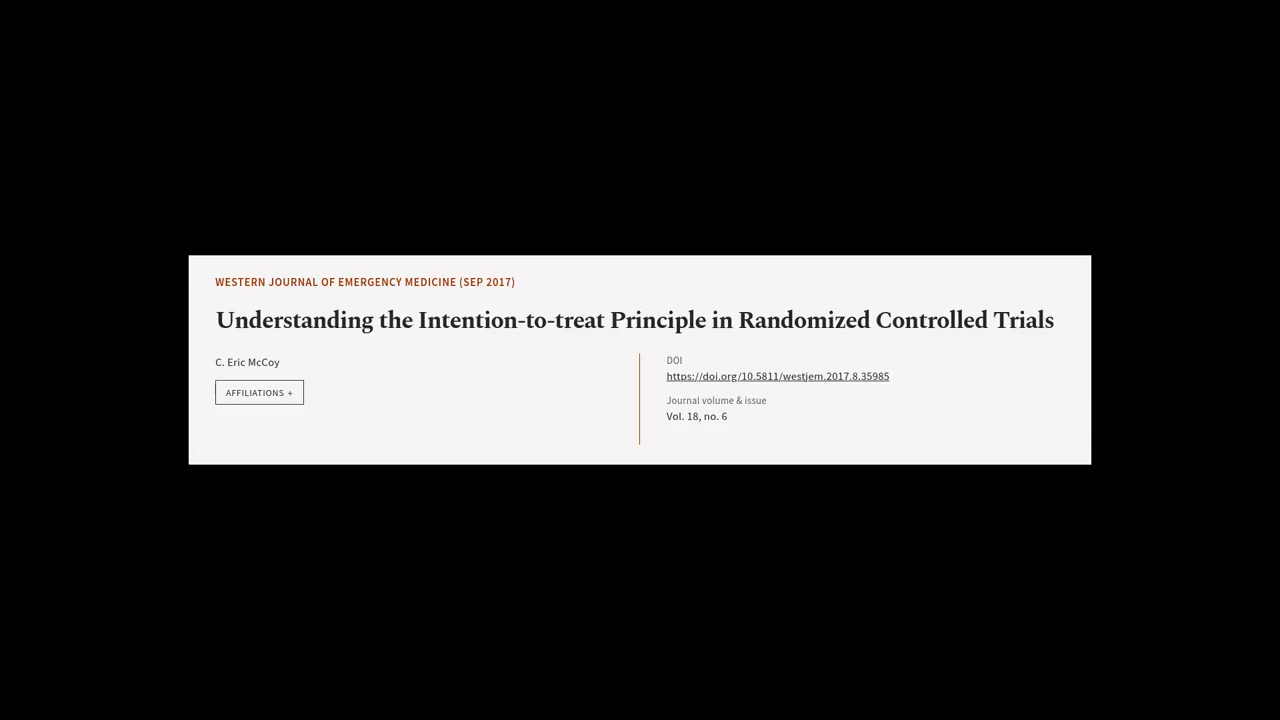 WESTERN JOURNAL OF EMERGENCY MEDICINE (SEP 2017)
Understanding the Intention-to-treat Principle in Randomized Controlled Trials
C. Eric McCoy
AFFILIATIONS +
DOI
https://doi.org/10.5811/westjem.2017.8.35985
Journal volume & issue
Vol. 18, no. 6